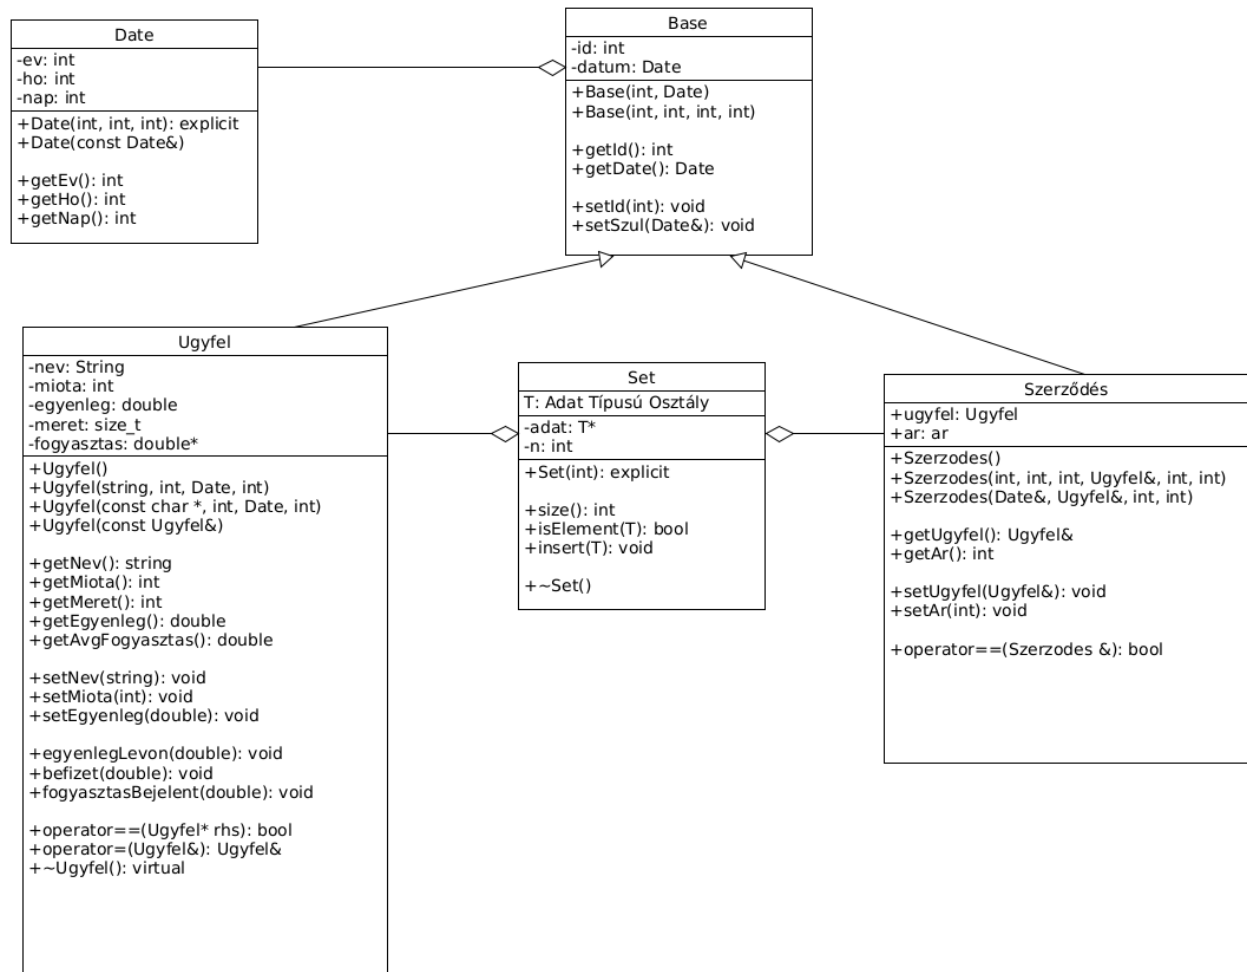 Date
-ev: int
-ho: int
-nap: int
+Date(int, int, int): explicit
+Date(const Date&)
+getEv(): int
+getHo(): int
+getNap(): int
Base
-id: int
-datum: Date
+Base(int, Date)
+Base(int, int, int, int)
+getId(): int
+getDate(): Date
+setId(int): void
+setSzul(Date&): void
Ugyfel
-nev: String
-miota: int
-egyenleg: double
-meret: size_t
-fogyasztas: double*
+Ugyfel()
+Ugyfel(string, int, Date, int)
+Ugyfel(const char *, int, Date, int)
+Ugyfel(const Ugyfel&)
+getNev(): string
+getMiota(): int
+getMeret(): int
+getEgyenleg(): double
+getAvgFogyasztas(): double
+setNev(string): void
+setMiota(int): void
+setEgyenleg(double): void
+egyenlegLevon(double): void
+befizet(double): void
+fogyasztasBejelent(double): void
+operator==(Ugyfel* rhs): bool
+operator=(Ugyfel&): Ugyfel&
+~Ugyfel(): virtual
Set
T: Adat Típusú Osztály
-adat: T*
-n: int
+Set(int): explicit
+size(): int
+isElement(T): bool
+insert(T): void
+~Set()
Szerződés
+ugyfel: Ugyfel
+ar: ar
+Szerzodes()
+Szerzodes(int, int, int, Ugyfel&, int, int)
+Szerzodes(Date&, Ugyfel&, int, int)
+getUgyfel(): Ugyfel&
+getAr(): int
+setUgyfel(Ugyfel&): void
+setAr(int): void
+operator==(Szerzodes &): bool